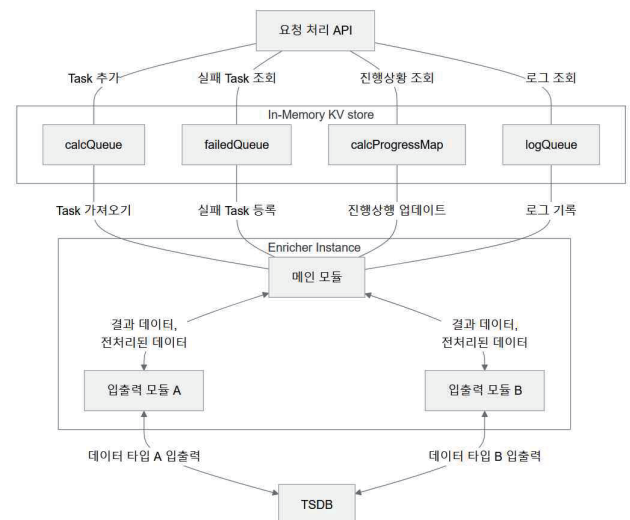 요청 처리 API
Task 추가
실패 Task 조회
진행상황 조회
로그 조회
In-Memory KV store
calcQueue
failedQueue
calcProgressMap
logQueue
Task 가져오기
실패 Task 등록
진행상행 업데이트
로그 기록
Enricher Instance
메인 모듈
결과 데이터,
전처리된 데이터
결과 데이터,
전처리된 데이터
입출력 모듈 A
입출력 모듈 B
데이터 타입 A 입출력
데이터 타입 B 입출력
TSDB